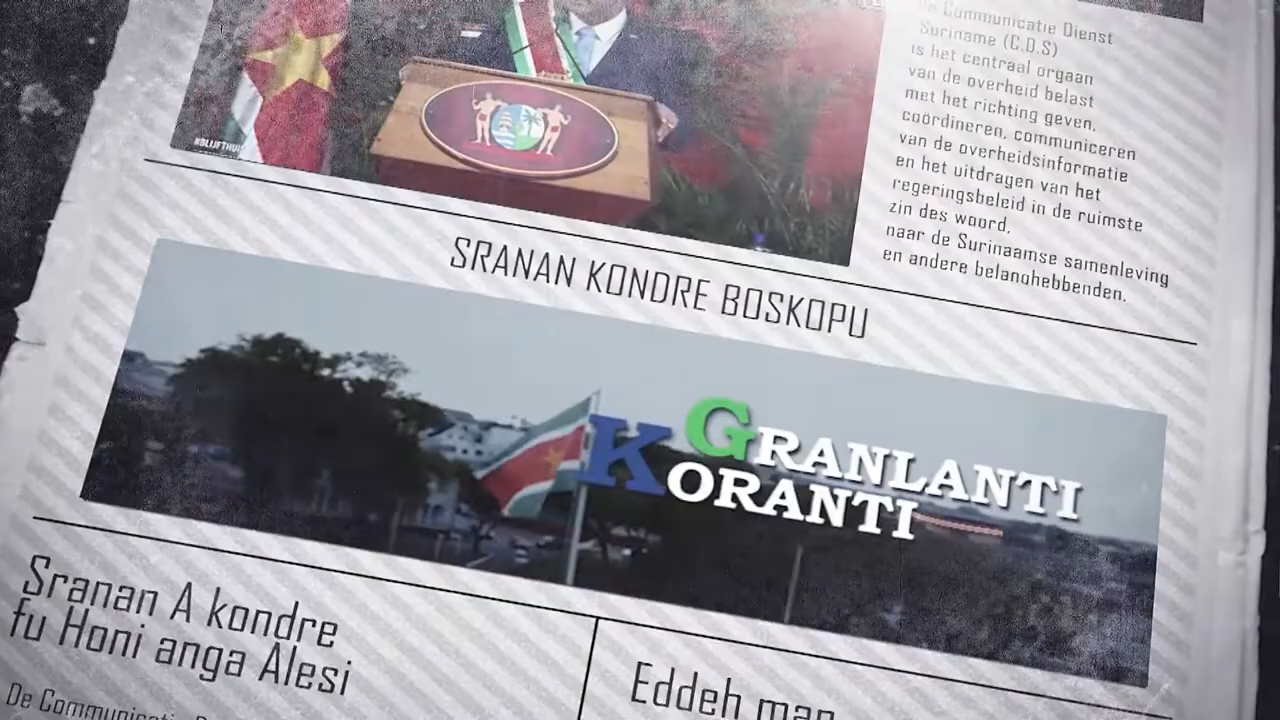 De Communicatie Dienst
Suriname (C.D.S)
is het centraal orgaan
van de overheid belast
met het richting geven,
coördineren, communiceren
van de overheidsinformatie
en het uitdragen van het
regeringsbeleid in de ruimste
zin des woord,
naar de Surinaamse samenleving
en andere belanghebbenden.
SRANAN KONDRE BOSKOPU
GRANLANTI
KORANTI
Sranan A kondre
fu Honi anga Alesi
Eddeh man
De Communicatie